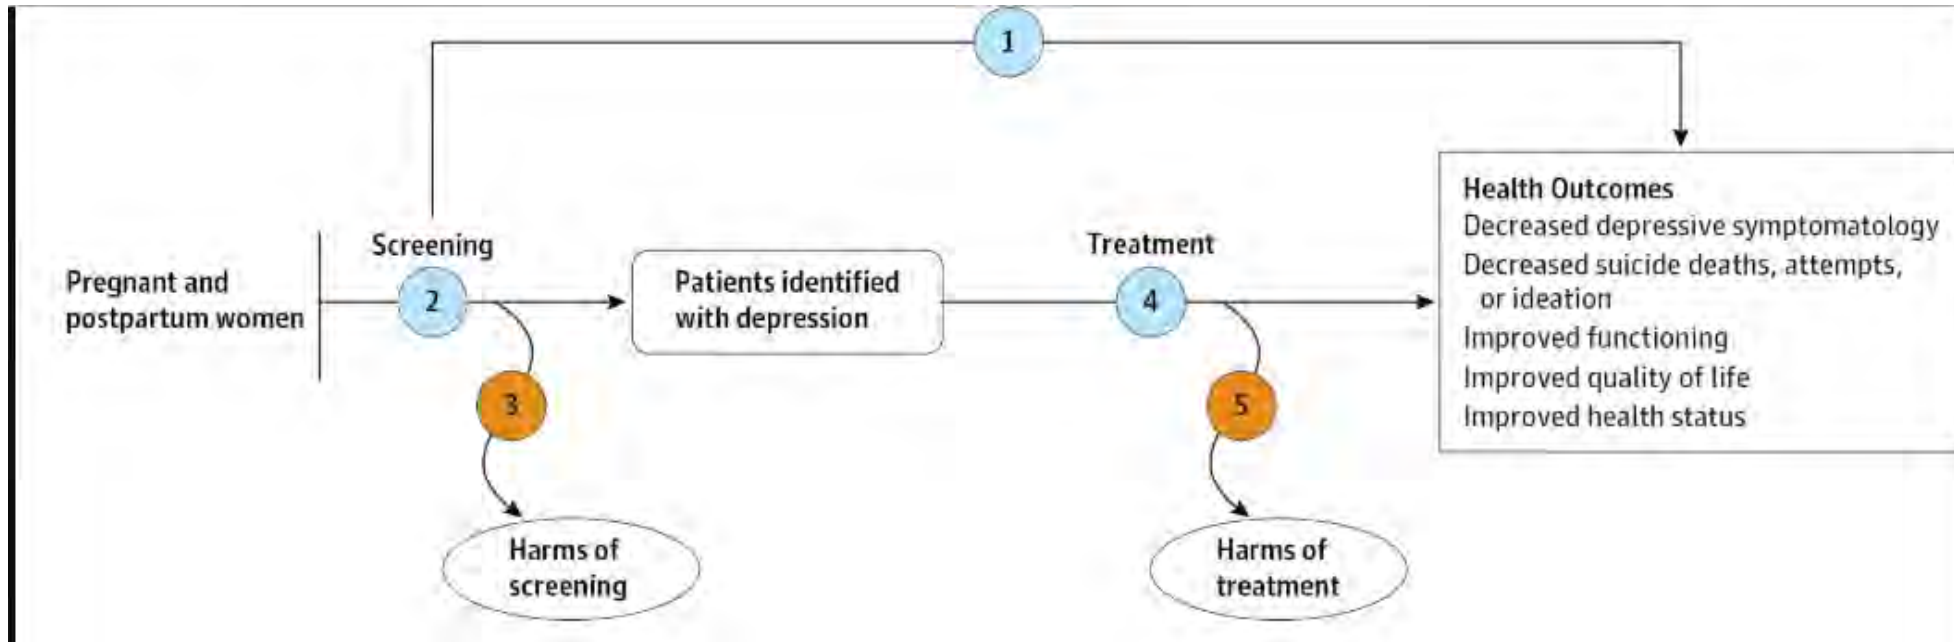 1
Screening
Pregnant and
postpartum women
2
3
Harms of
screening
Patients identified
with depression
Treatment
4
5
Harms of
treatment
Health Outcomes
Decreased depressive symptomatology
Decreased suicide deaths, attempts,
or ideation
Improved functioning
Improved quality of life
Improved health status